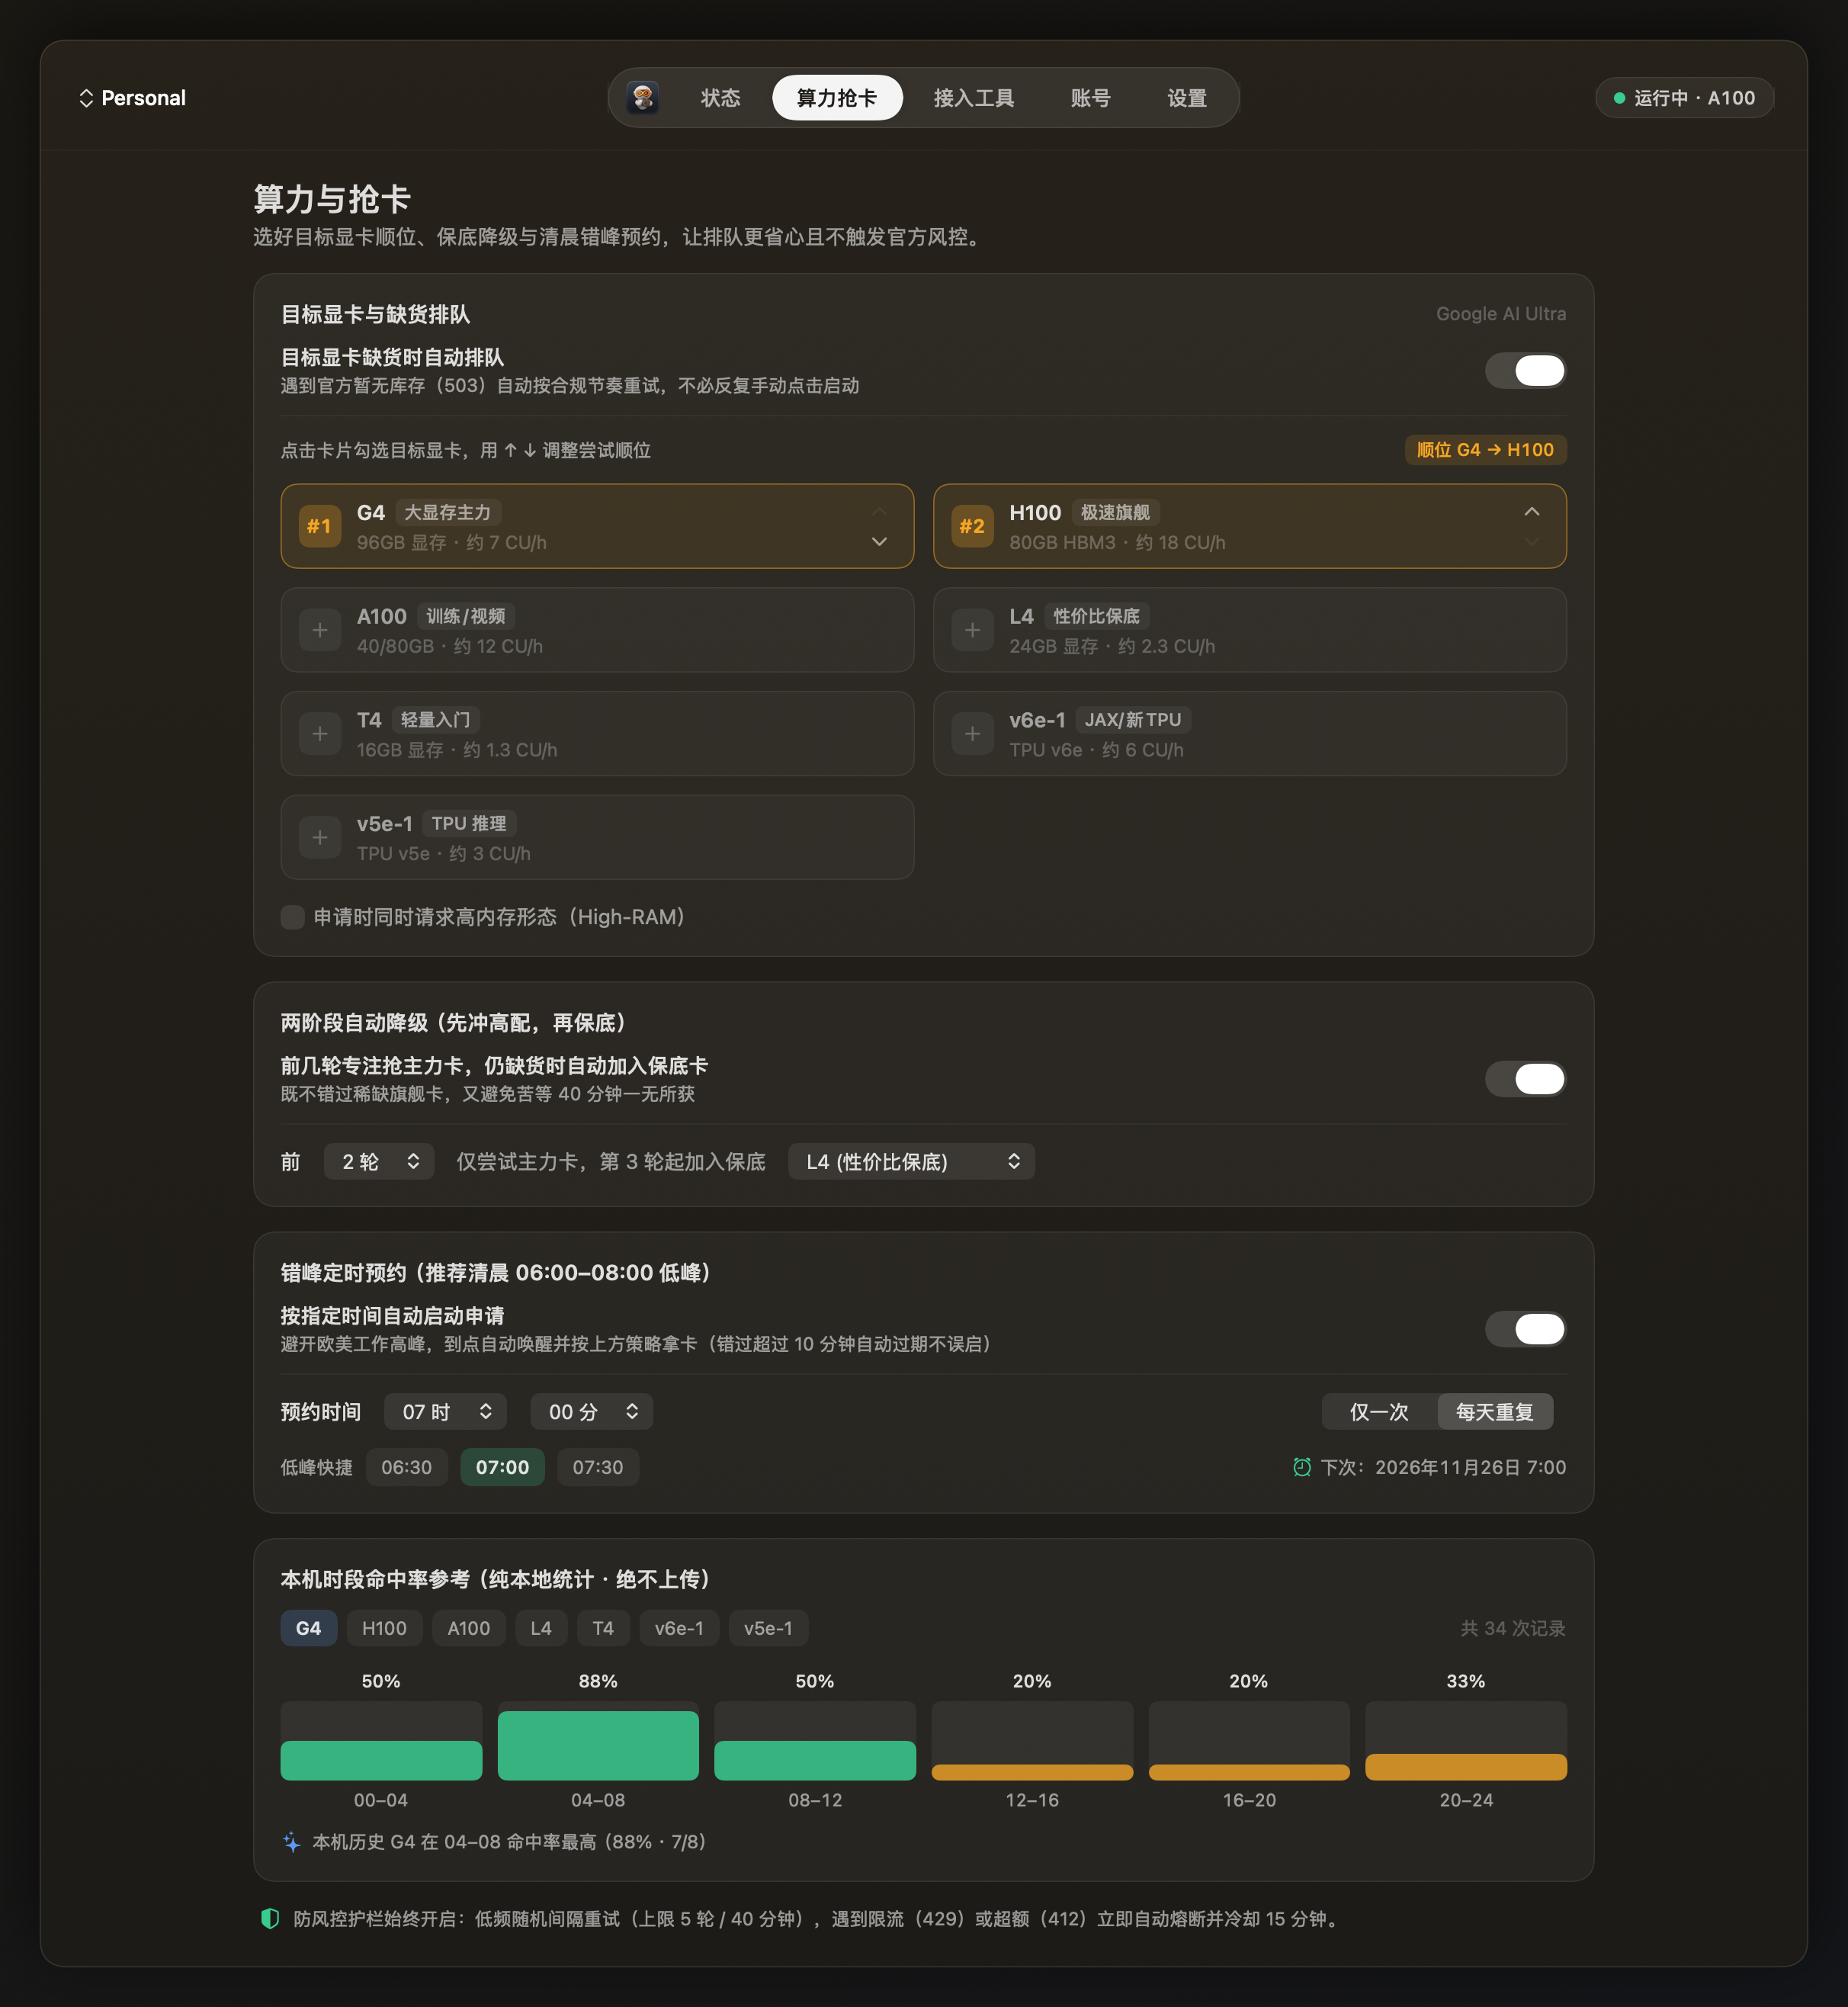 Personal
状态
算力抢卡
接入工具
账号
设置
运行中 · A100
算力与抢卡
选好目标显卡顺位、保底降级与清晨错峰预约，让排队更省心且不触发官方风控。
目标显卡与缺货排队
Google AI Ultra
目标显卡缺货时自动排队
遇到官方暂无库存（503）自动按合规节奏重试，不必反复手动点击启动
点击卡片勾选目标显卡，用 ↑ ↓ 调整尝试顺位
顺位 G4 → H100
#1
G4 大显存主力
96GB 显存 · 约 7 CU/h
#2
H100 极速旗舰
80GB HBM3 · 约 18 CU/h
A100 训练/视频
40/80GB · 约 12 CU/h
L4 性价比保底
24GB 显存 · 约 2.3 CU/h
T4 轻量入门
16GB 显存 · 约 1.3 CU/h
v6e-1 JAX/新TPU
TPU v6e · 约 6 CU/h
v5e-1 TPU 推理
TPU v5e · 约 3 CU/h
申请时同时请求高内存形态（High-RAM）
两阶段自动降级（先冲高配，再保底）
前几轮专注抢主力卡，仍缺货时自动加入保底卡
既不错过稀缺旗舰卡，又避免苦等 40 分钟一无所获
前 2 轮 仅尝试主力卡，第 3 轮起加入保底 L4 (性价比保底)
错峰定时预约（推荐清晨 06:00–08:00 低峰）
按指定时间自动启动申请
避开欧美工作高峰，到点自动唤醒并按上方策略拿卡（错过超过 10 分钟自动过期不误启）
预约时间 07 时 00 分
仅一次 每天重复
低峰快捷 06:30 07:00 07:30
下次：2026年11月26日 7:00
本机时段命中率参考（纯本地统计 · 绝不上传）
G4 H100 A100 L4 T4 v6e-1 v5e-1
共 34 次记录
50% 88% 50% 20% 20% 33%
00–04 04–08 08–12 12–16 16–20 20–24
本机历史 G4 在 04–08 命中率最高（88% · 7/8）
防风控护栏始终开启：低频随机间隔重试（上限 5 轮 / 40 分钟），遇到限流（429）或超额（412）立即自动熔断并冷却 15 分钟。